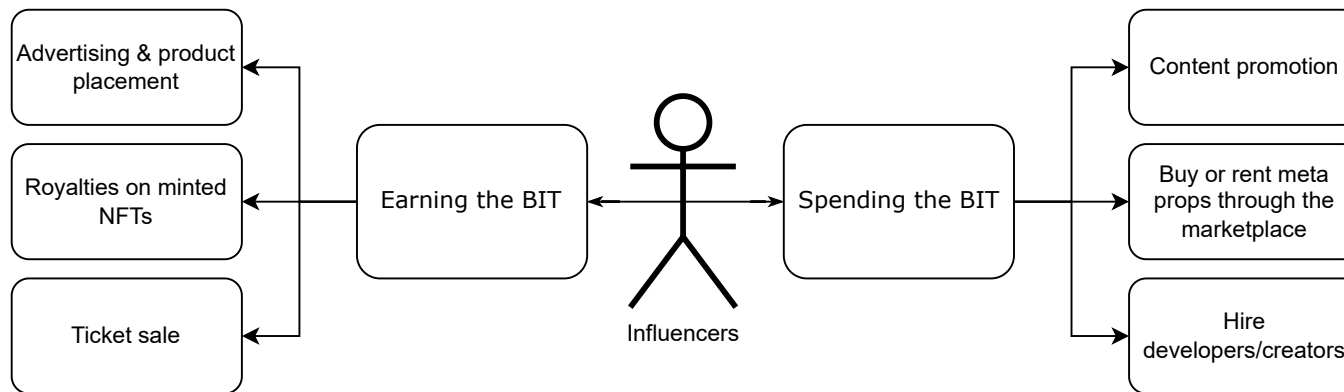 Advertising & product
placement
Royalties on minted
NFTs
Ticket sale
Earning the BIT
Influencers
Spending the BIT
Content promotion
Buy or rent meta
props through the
marketplace
Hire
developers/creators